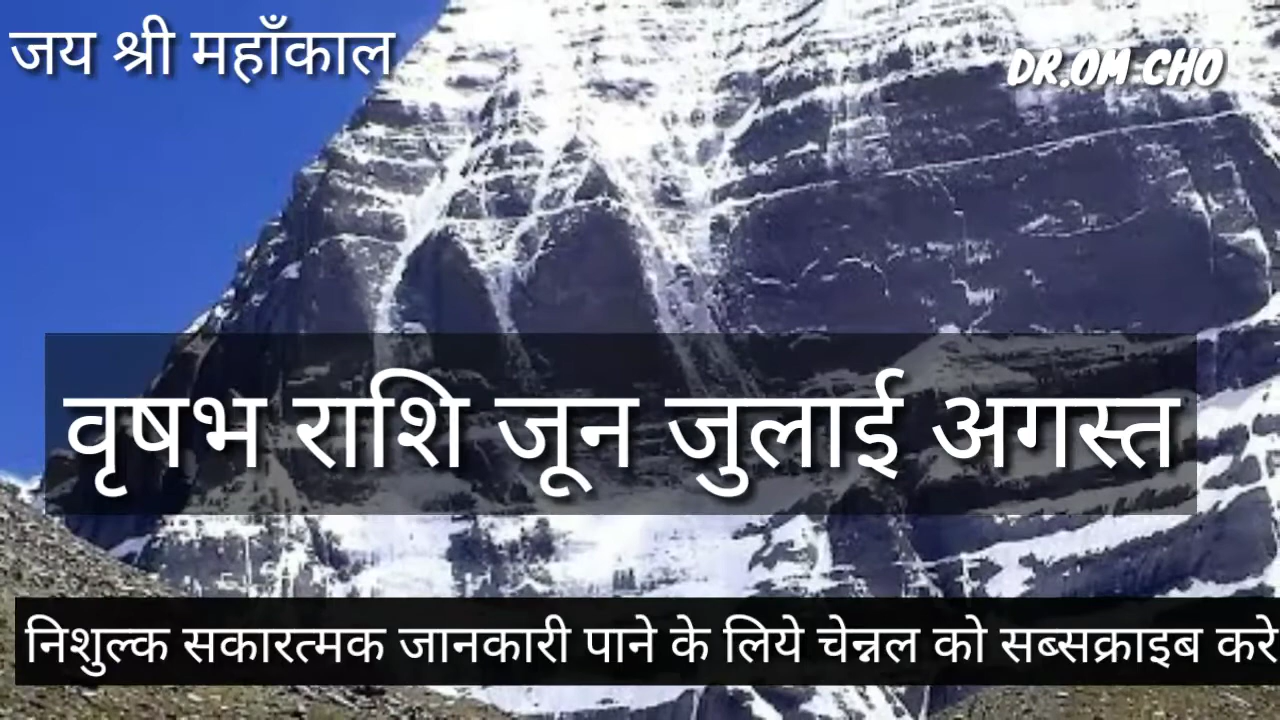 जय श्री महाँकाल
DR.OM CHO
वृषभ राशि जून जुलाई अगस्त
निशुल्क सकारत्मक जानकारी पाने के लिये चेन्नल को सब्सक्राइब करे